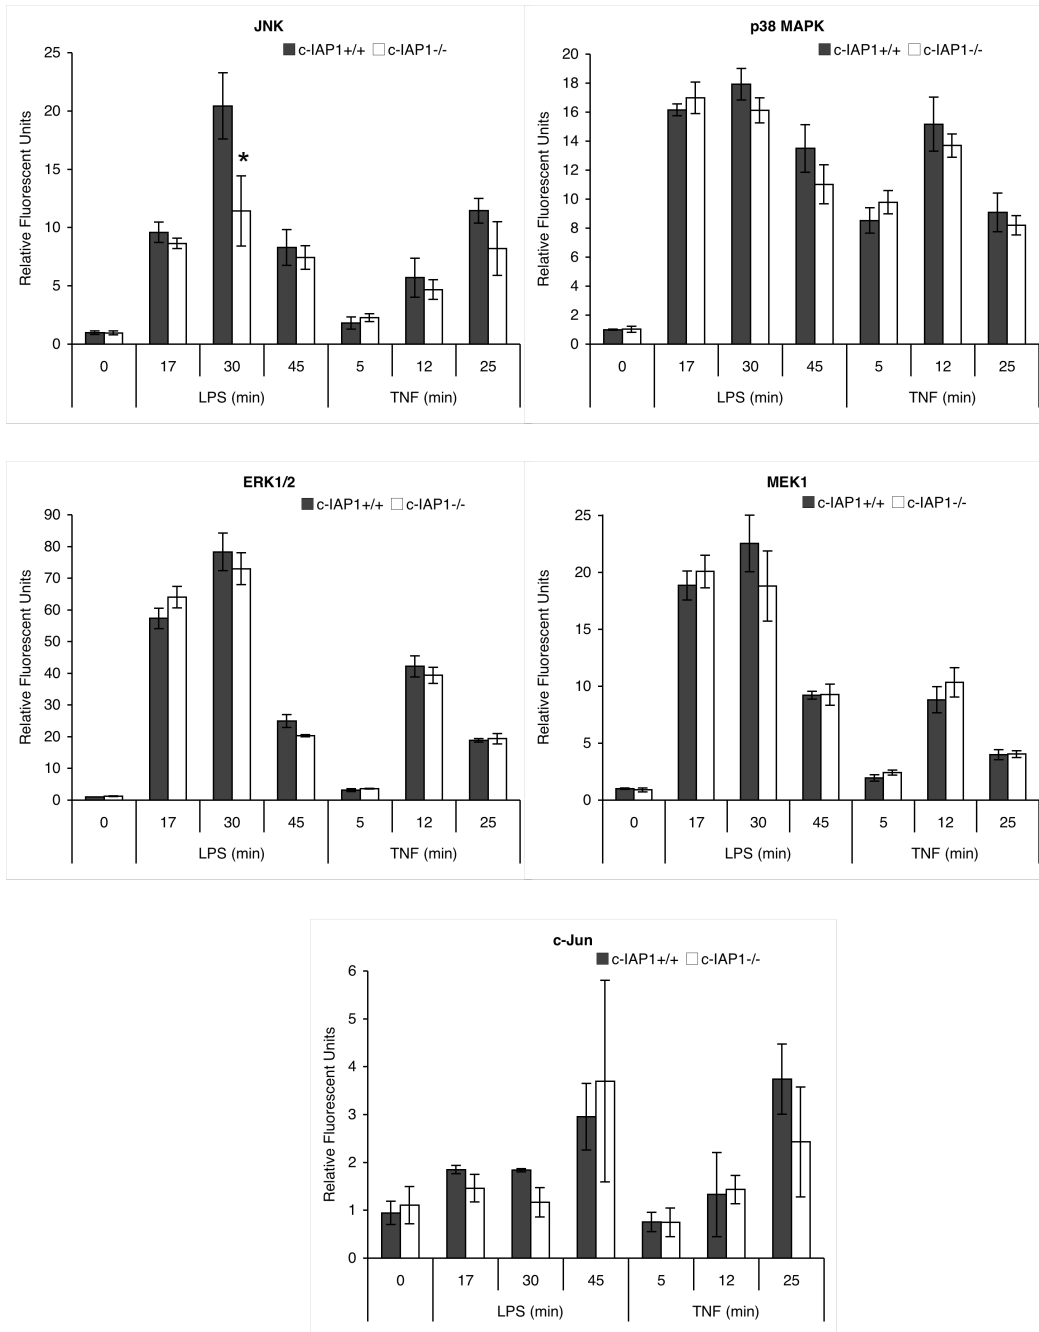 JNK
c-IAP1+/+ c-IAP1-/-
Relative Fluorescent Units
25
20
15
10
5
0
*
0 17 30 45 5 12 25
LPS (min) TNF (min)
p38 MAPK
c-IAP1+/+ c-IAP1-/-
Relative Fluorescent Units
20
18
16
14
12
10
8
6
4
2
0
0 17 30 45 5 12 25
LPS (min) TNF (min)
ERK1/2
c-IAP1+/+ c-IAP1-/-
Relative Fluorescent Units
90
80
70
60
50
40
30
20
10
0
0 17 30 45 5 12 25
LPS (min) TNF (min)
MEK1
c-IAP1+/+ c-IAP1-/-
Relative Fluorescent Units
25
20
15
10
5
0
0 17 30 45 5 12 25
LPS (min) TNF (min)
c-Jun
c-IAP1+/+ c-IAP1-/-
Relative Fluorescent Units
6
5
4
3
2
1
0
0 17 30 45 5 12 25
LPS (min) TNF (min)